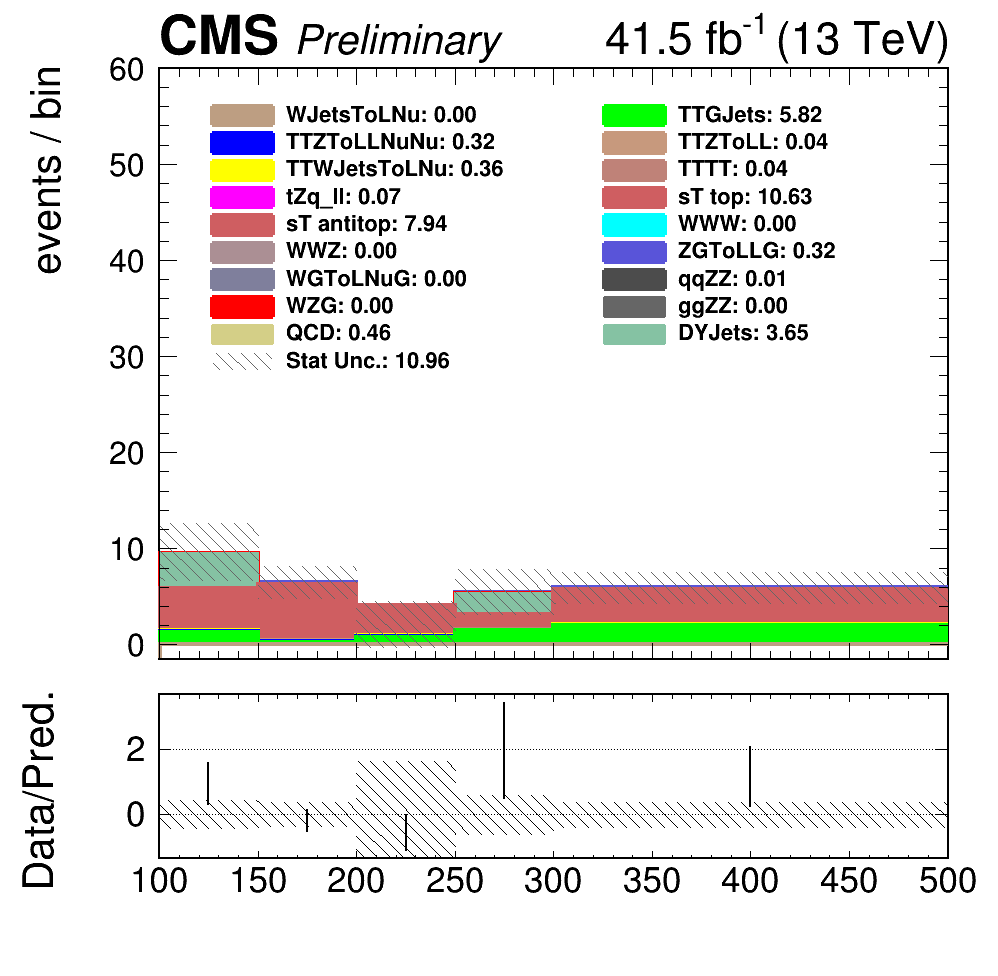 CMS Preliminary 41.5 fb-1 (13 TeV)
events / bin
60
50
40
30
20
10
0
WJetsToLNu: 0.00 TTGJets: 5.82
TTZToLLNuNu: 0.32 TTZToLL: 0.04
TTWJetsToLNu: 0.36 TTTT: 0.04
tZq_ll: 0.07 sT top: 10.63
sT antitop: 7.94 WWW: 0.00
WWZ: 0.00 ZGToLLG: 0.32
WGToLNuG: 0.00 qqZZ: 0.01
WZG: 0.00 ggZZ: 0.00
QCD: 0.46 DYJets: 3.65
Stat Unc.: 10.96
Data/Pred.
2
0
100 150 200 250 300 350 400 450 500